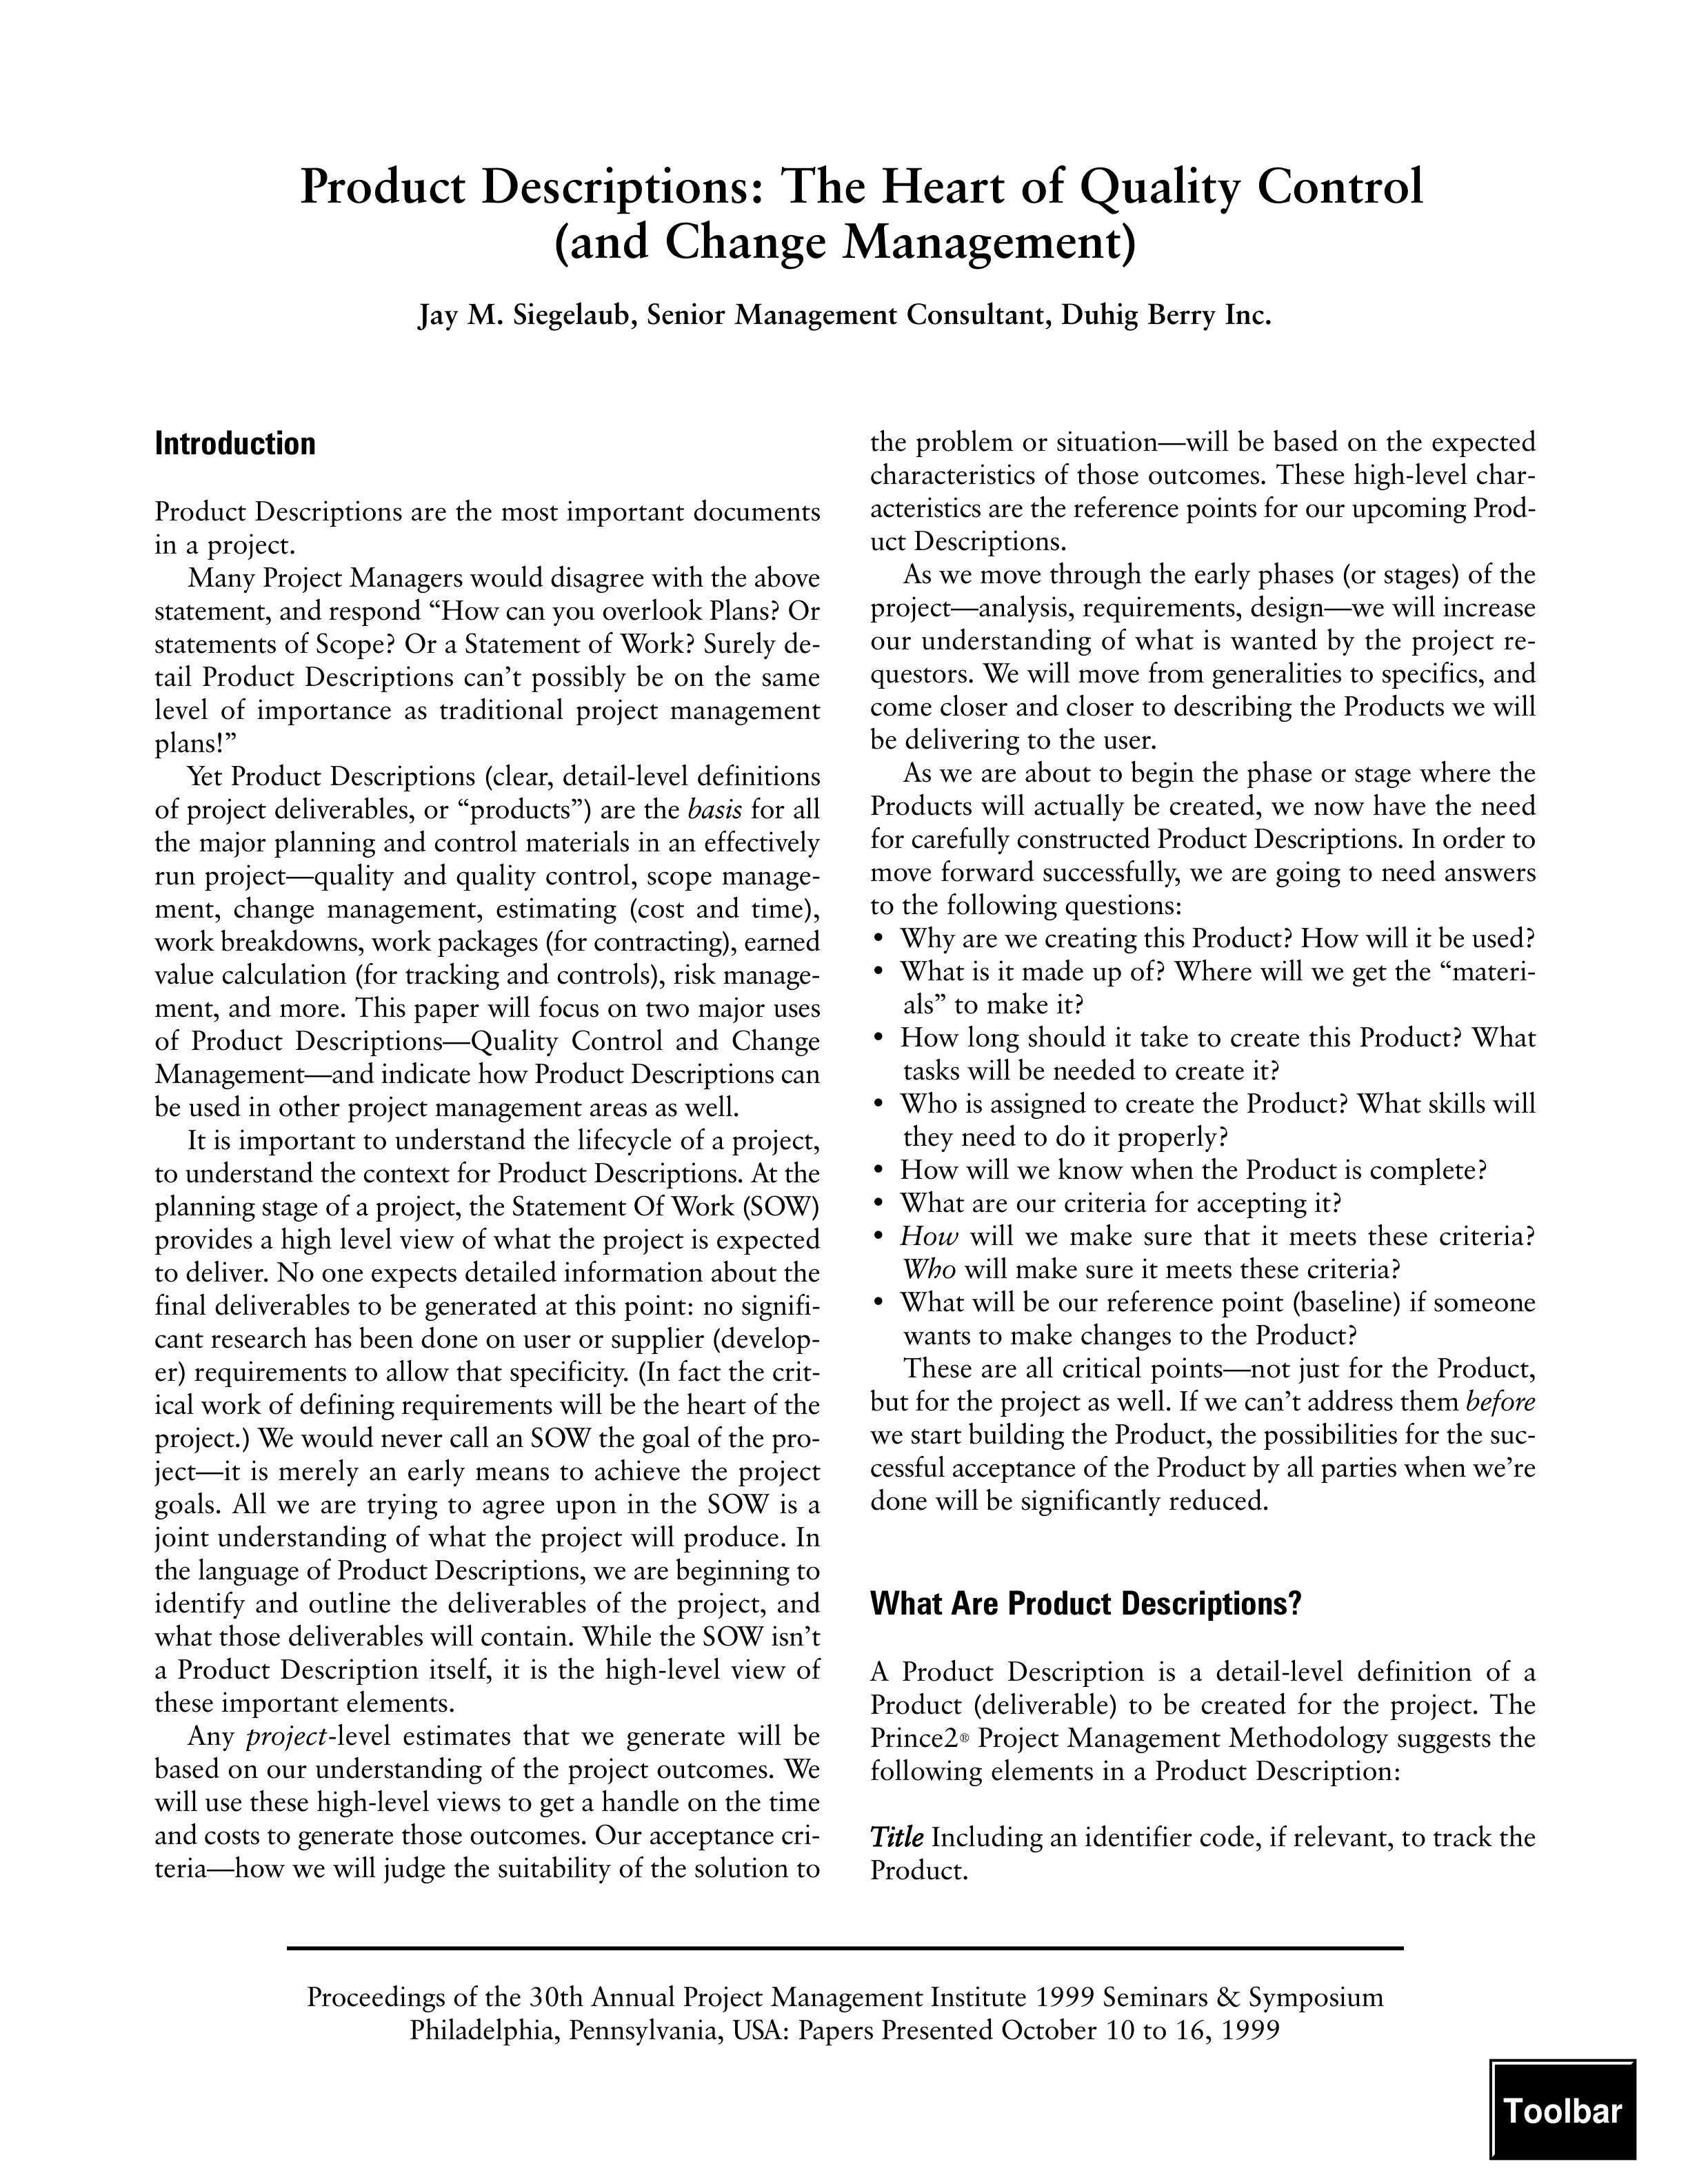 Product Descriptions: The Heart of Quality Control
(and Change Management)
Jay M. Siegelaub, Senior Management Consultant, Duhig Berry Inc.
Introduction
Product Descriptions are the most important documents
in a project.
Many Project Managers would disagree with the above
statement, and respond “How can you overlook Plans? Or
statements of Scope? Or a Statement of Work? Surely de-
tail Product Descriptions can’t possibly be on the same
level of importance as traditional project management
plans!”
Yet Product Descriptions (clear, detail-level definitions
of project deliverables, or “products”) are the basis for all
the major planning and control materials in an effectively
run project—quality and quality control, scope manage-
ment, change management, estimating (cost and time),
work breakdowns, work packages (for contracting), earned
value calculation (for tracking and controls), risk manage-
ment, and more. This paper will focus on two major uses
of Product Descriptions—Quality Control and Change
Management—and indicate how Product Descriptions can
be used in other project management areas as well.
It is important to understand the lifecycle of a project,
to understand the context for Product Descriptions. At the
planning stage of a project, the Statement Of Work (SOW)
provides a high level view of what the project is expected
to deliver. No one expects detailed information about the
final deliverables to be generated at this point: no signifi-
cant research has been done on user or supplier (develop-
er) requirements to allow that specificity. (In fact the crit-
ical work of defining requirements will be the heart of the
project.) We would never call an SOW the goal of the pro-
ject—it is merely an early means to achieve the project
goals. All we are trying to agree upon in the SOW is a
joint understanding of what the project will produce. In
the language of Product Descriptions, we are beginning to
identify and outline the deliverables of the project, and
what those deliverables will contain. While the SOW isn’t
a Product Description itself, it is the high-level view of
these important elements.
Any project-level estimates that we generate will be
based on our understanding of the project outcomes. We
will use these high-level views to get a handle on the time
and costs to generate those outcomes. Our acceptance cri-
teria—how we will judge the suitability of the solution to
the problem or situation—will be based on the expected
characteristics of those outcomes. These high-level char-
acteristics are the reference points for our upcoming Prod-
uct Descriptions.
As we move through the early phases (or stages) of the
project—analysis, requirements, design—we will increase
our understanding of what is wanted by the project re-
questors. We will move from generalities to specifics, and
come closer and closer to describing the Products we will
be delivering to the user.
As we are about to begin the phase or stage where the
Products will actually be created, we now have the need
for carefully constructed Product Descriptions. In order to
move forward successfully, we are going to need answers
to the following questions:
• Why are we creating this Product? How will it be used?
• What is it made up of? Where will we get the “materi-
als” to make it?
• How long should it take to create this Product? What
tasks will be needed to create it?
• Who is assigned to create the Product? What skills will
they need to do it properly?
• How will we know when the Product is complete?
• What are our criteria for accepting it?
• How will we make sure that it meets these criteria?
Who will make sure it meets these criteria?
• What will be our reference point (baseline) if someone
wants to make changes to the Product?
These are all critical points—not just for the Product,
but for the project as well. If we can’t address them before
we start building the Product, the possibilities for the suc-
cessful acceptance of the Product by all parties when we’re
done will be significantly reduced.
What Are Product Descriptions?
A Product Description is a detail-level definition of a
Product (deliverable) to be created for the project. The
Prince2® Project Management Methodology suggests the
following elements in a Product Description:
Title Including an identifier code, if relevant, to track the
Product.
Proceedings of the 30th Annual Project Management Institute 1999 Seminars & Symposium
Philadelphia, Pennsylvania, USA: Papers Presented October 10 to 16, 1999
Toolbar